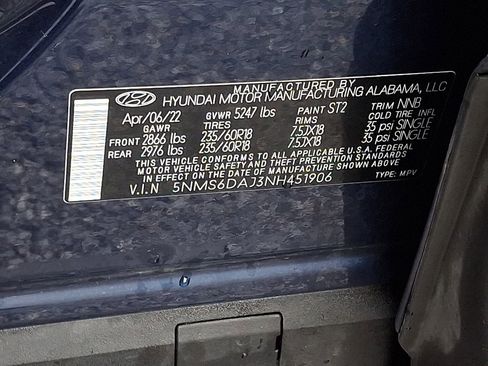 MANUFACTURED BY
HYUNDAI MOTOR MANUFACTURING ALABAMA, LLC
Apr/06/22 GVWR 5247 lbs PAINT ST2 TRIM NNB
GAWR TIRES RIMS COLD TIRE INFL
FRONT 2866 lbs 235/60R18 7.5JX18 35 psi SINGLE
REAR 2976 lbs 235/60R18 7.5JX18 35 psi SINGLE
THIS VEHICLE CONFORMS TO ALL APPLICABLE U.S.A. FEDERAL
MOTOR VEHICLE SAFETY AND THEFT PREVENTION STANDARDS
IN EFFECT ON THE DATE OF MANUFACTURE SHOWN ABOVE.
V.I.N 5NMS6DAJ3NH451906 TYPE: MPV